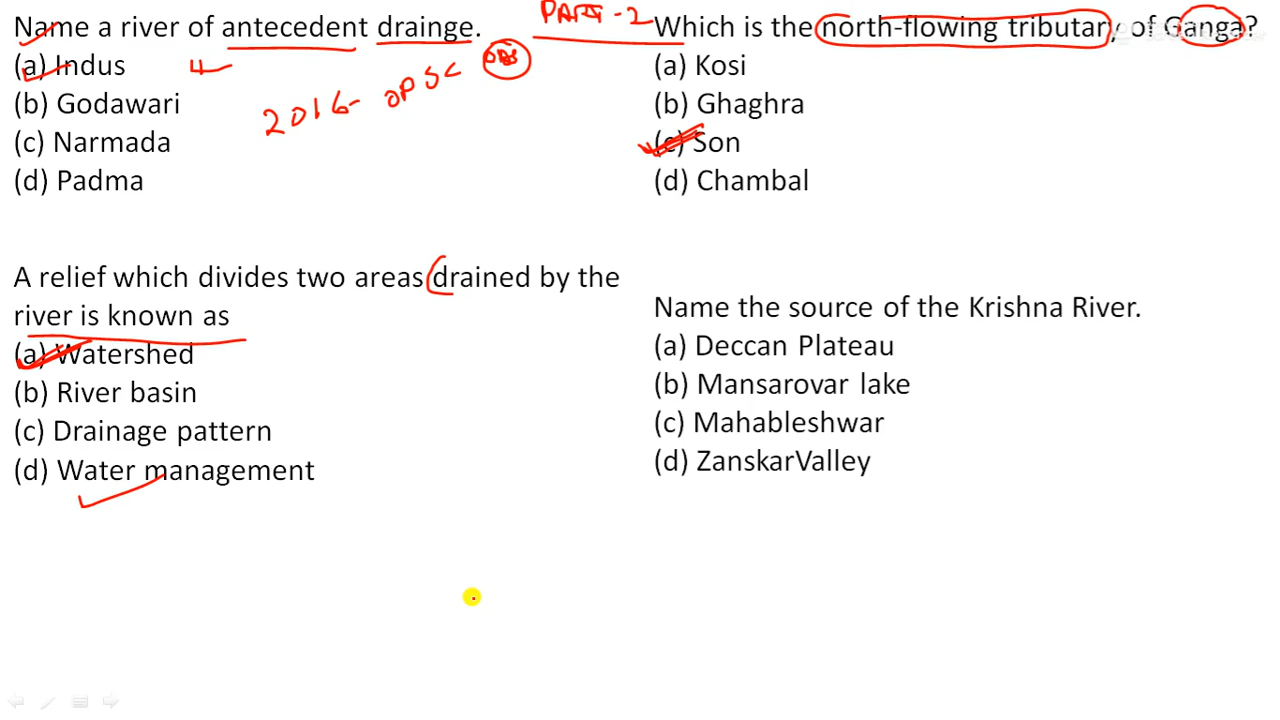 Name a river of antecedent drainge.
(a) Indus
(b) Godawari
(c) Narmada
(d) Padma
2016- OPSC
PART-2
Which is the north-flowing tributary of Ganga?
(a) Kosi
(b) Ghaghra
(c) Son
(d) Chambal
A relief which divides two areas drained by the
river is known as
(a) Watershed
(b) River basin
(c) Drainage pattern
(d) Water management
Name the source of the Krishna River.
(a) Deccan Plateau
(b) Mansarovar lake
(c) Mahableshwar
(d) ZanskarValley